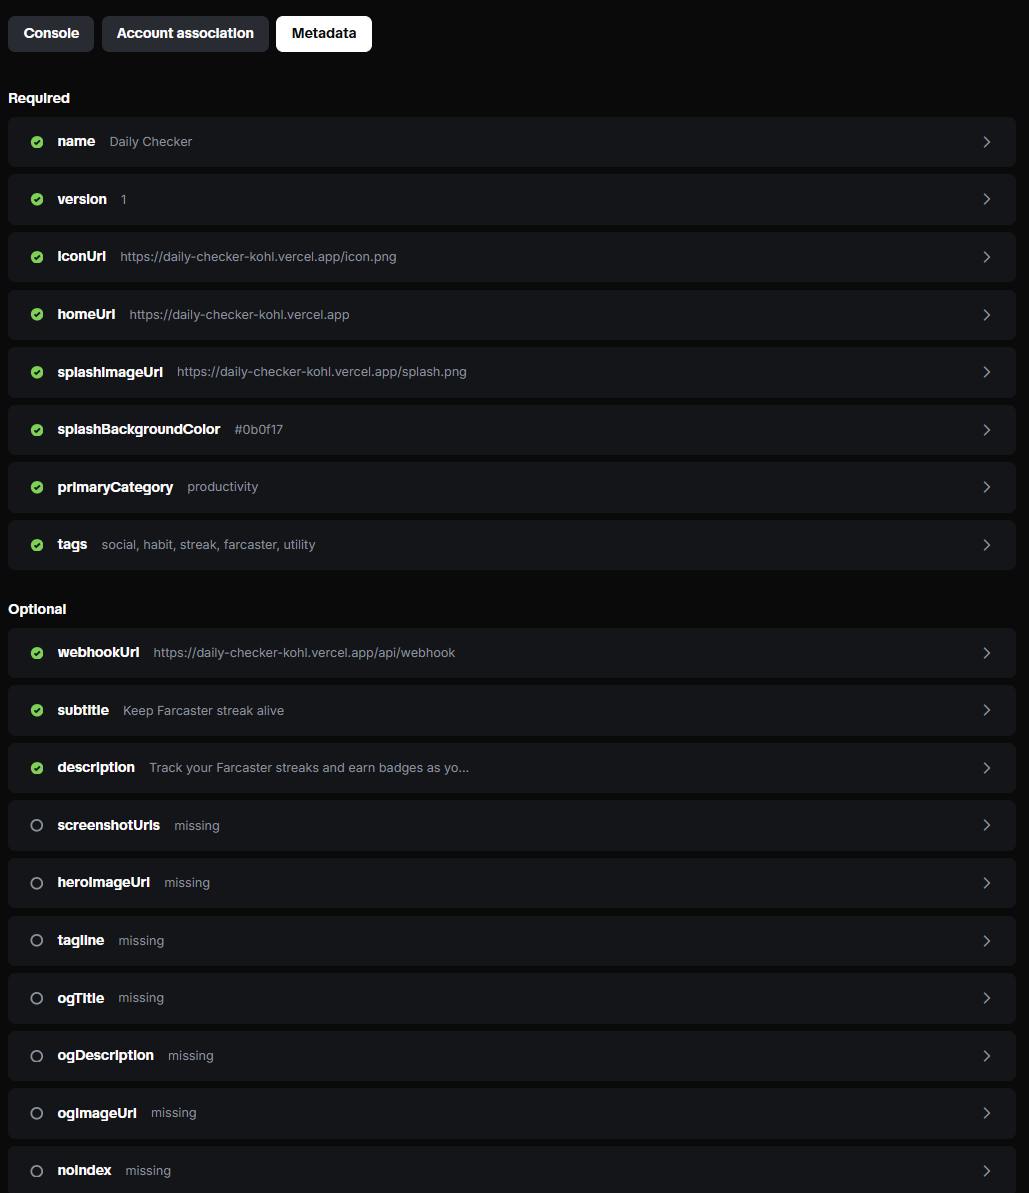 Console Account association Metadata
Required
name Daily Checker
version 1
iconUrl https://daily-checker-kohl.vercel.app/icon.png
homeUrl https://daily-checker-kohl.vercel.app
splashImageUrl https://daily-checker-kohl.vercel.app/splash.png
splashBackgroundColor #0b0f17
primaryCategory productivity
tags social, habit, streak, farcaster, utility
Optional
webhookUrl https://daily-checker-kohl.vercel.app/api/webhook
subtitle Keep Farcaster streak alive
description Track your Farcaster streaks and earn badges as yo...
screenshotUrls missing
heroImageUrl missing
tagline missing
ogTitle missing
ogDescription missing
ogImageUrl missing
noIndex missing